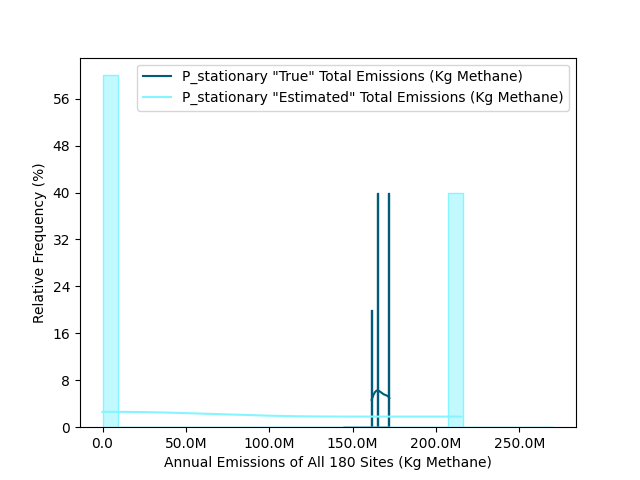 P_stationary "True" Total Emissions (Kg Methane)
P_stationary "Estimated" Total Emissions (Kg Methane)
Relative Frequency (%)
56
48
40
32
24
16
8
0
0.0 50.0M 100.0M 150.0M 200.0M 250.0M
Annual Emissions of All 180 Sites (Kg Methane)